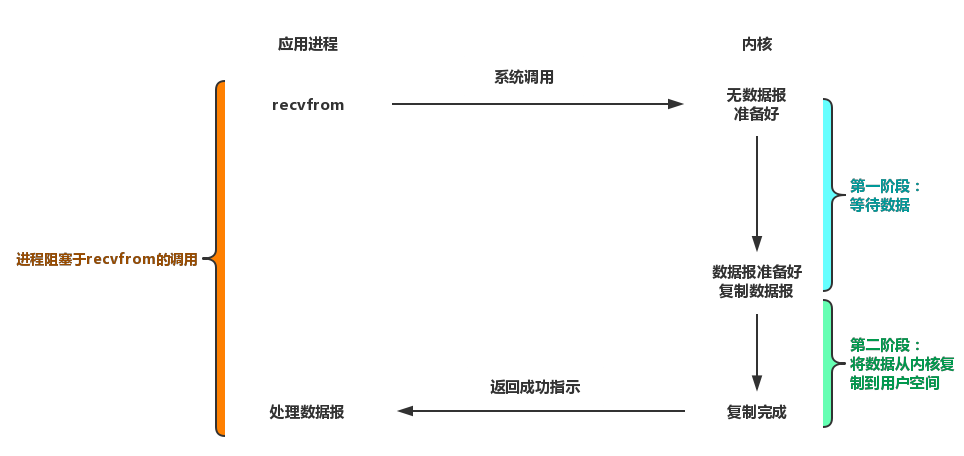 应用进程
内核
系统调用
recvfrom
无数据报
准备好
第一阶段：
等待数据
进程阻塞于recvfrom的调用
数据报准备好
复制数据报
第二阶段：
将数据从内核复
制到用户空间
返回成功指示
处理数据报
复制完成